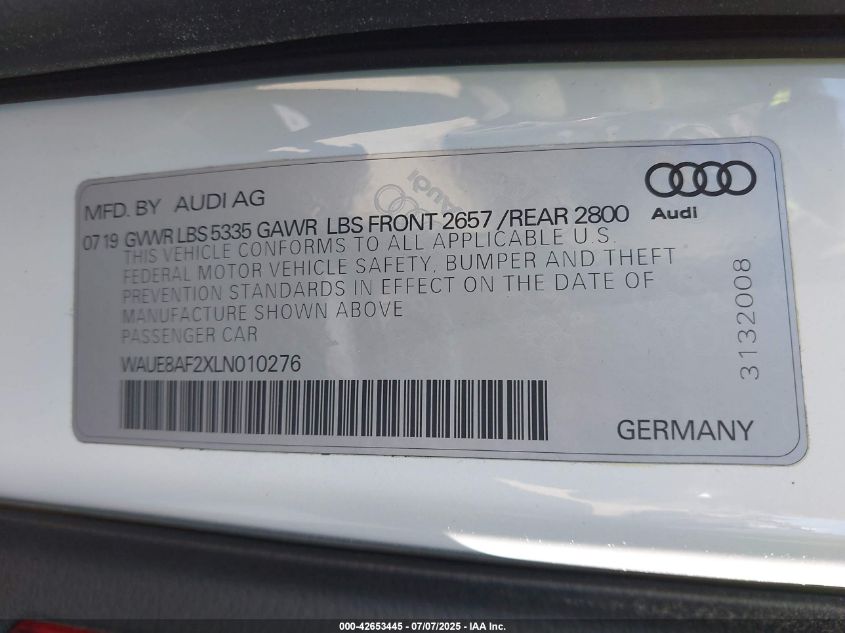 MFD. BY AUDI AG
Audi
0719 GVWR LBS 5335 GAWR LBS FRONT 2657 /REAR 2800
THIS VEHICLE CONFORMS TO ALL APPLICABLE U.S.
FEDERAL MOTOR VEHICLE SAFETY, BUMPER AND THEFT
PREVENTION STANDARDS IN EFFECT ON THE DATE OF
MANUFACTURE SHOWN ABOVE
PASSENGER CAR
WAUE8AF2XLN010276
GERMANY
3132008
Audi
000-42653445 - 07/07/2025 - IAA Inc.